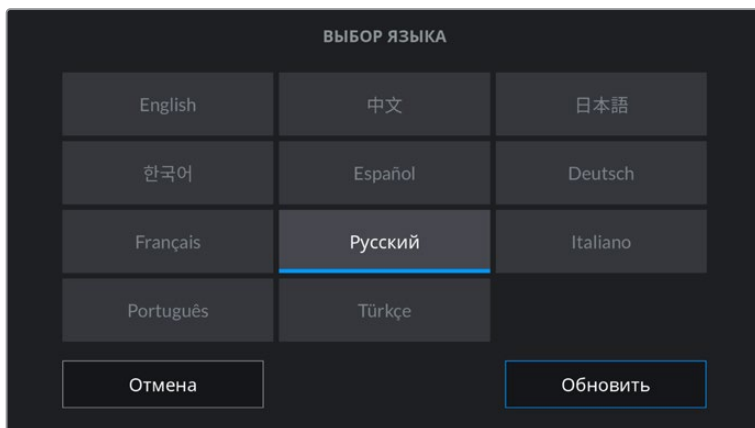 ВЫБОР ЯЗЫКА
English 中文 日本語
한국어 Español Deutsch
Français Русский Italiano
Português Türkçe
Отмена Обновить